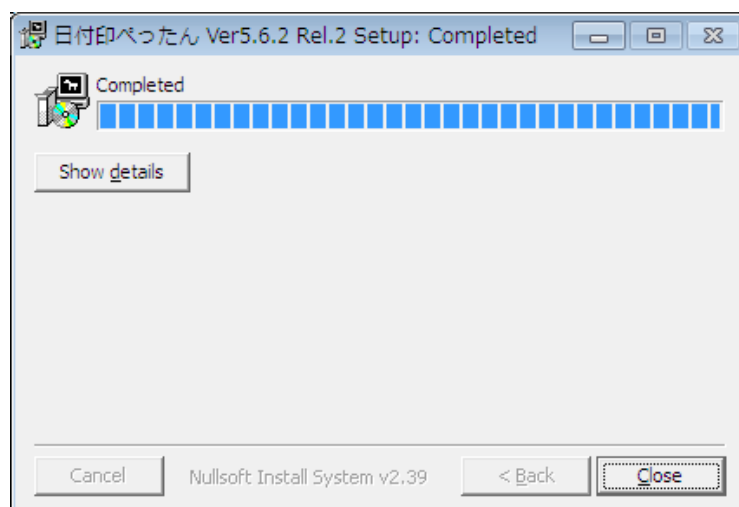 日付印ぺったん Ver5.6.2 Rel.2 Setup: Completed
Completed
Show details
Cancel
Nullsoft Install System v2.39
< Back
Close